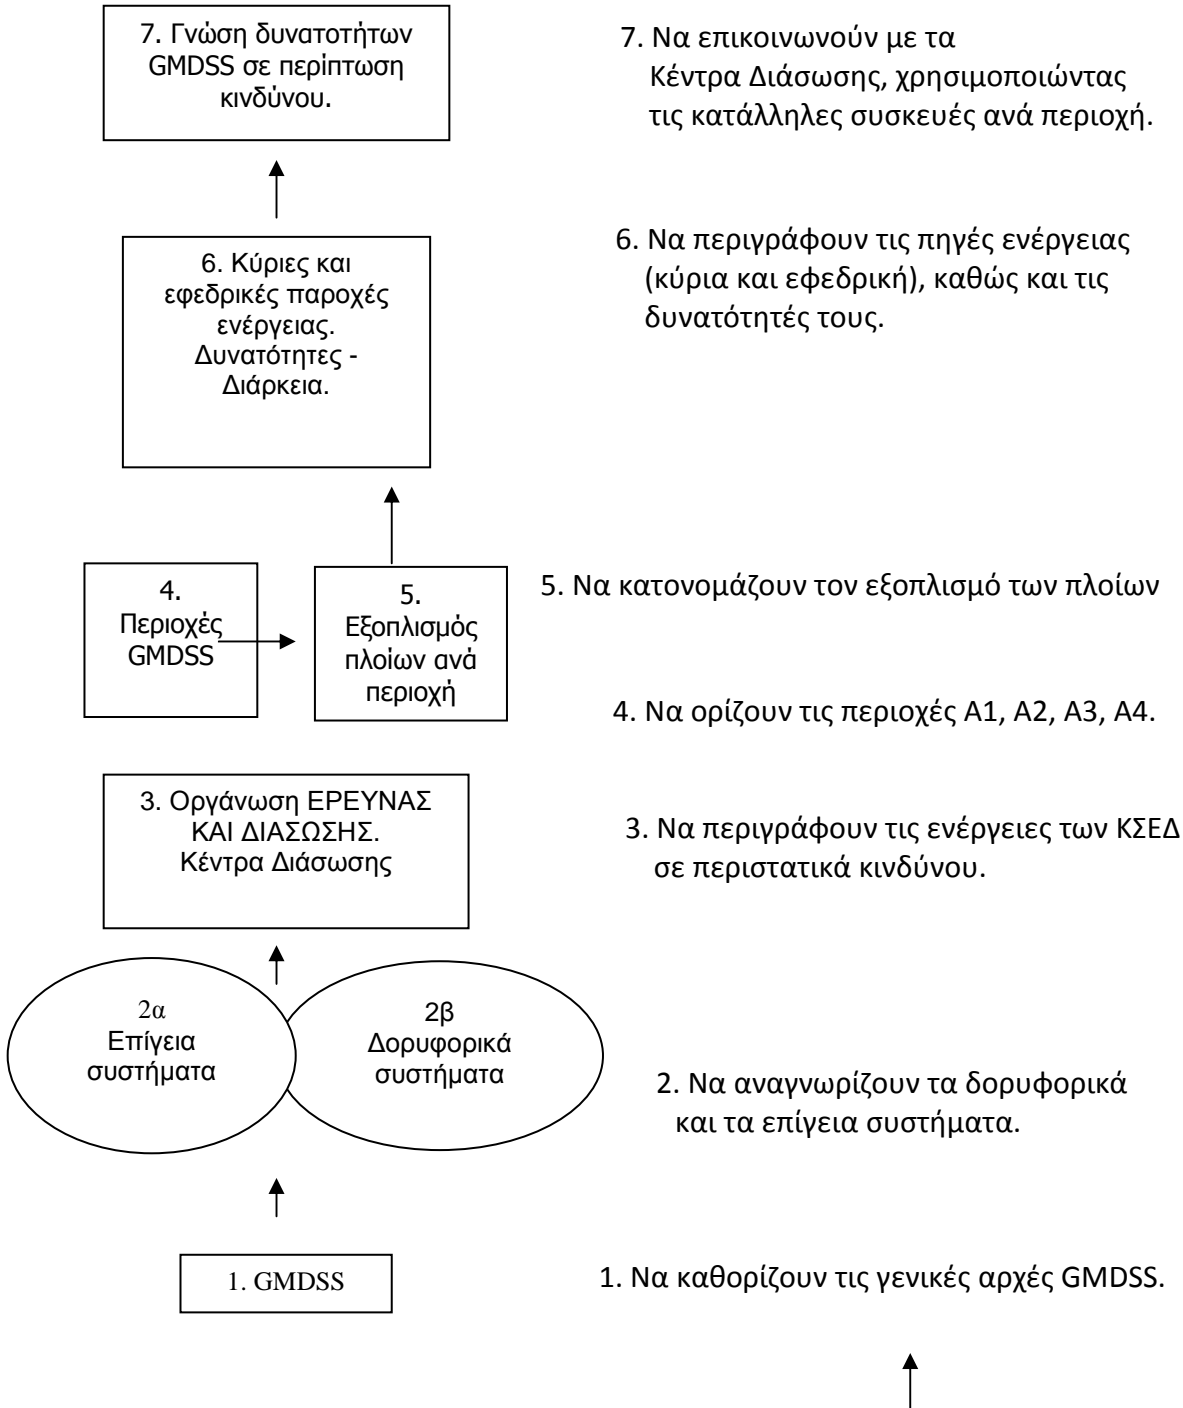 7. Γνώση δυνατοτήτων
GMDSS σε περίπτωση
κινδύνου.
7. Να επικοινωνούν με τα
Κέντρα Διάσωσης, χρησιμοποιώντας
τις κατάλληλες συσκευές ανά περιοχή.
6. Κύριες και
εφεδρικές παροχές
ενέργειας.
Δυνατότητες -
Διάρκεια.
6. Να περιγράφουν τις πηγές ενέργειας
(κύρια και εφεδρική), καθώς και τις
δυνατότητές τους.
4.
Περιοχές
GMDSS
5.
Εξοπλισμός
πλοίων ανά
περιοχή
5. Να κατονομάζουν τον εξοπλισμό των πλοίων
4. Να ορίζουν τις περιοχές Α1, Α2, Α3, Α4.
3. Οργάνωση ΕΡΕΥΝΑΣ
ΚΑΙ ΔΙΑΣΩΣΗΣ.
Κέντρα Διάσωσης
3. Να περιγράφουν τις ενέργειες των ΚΣΕΔ
σε περιστατικά κινδύνου.
2α
Επίγεια
συστήματα
2β
Δορυφορικά
συστήματα
2. Να αναγνωρίζουν τα δορυφορικά
και τα επίγεια συστήματα.
1. GMDSS
1. Να καθορίζουν τις γενικές αρχές GMDSS.